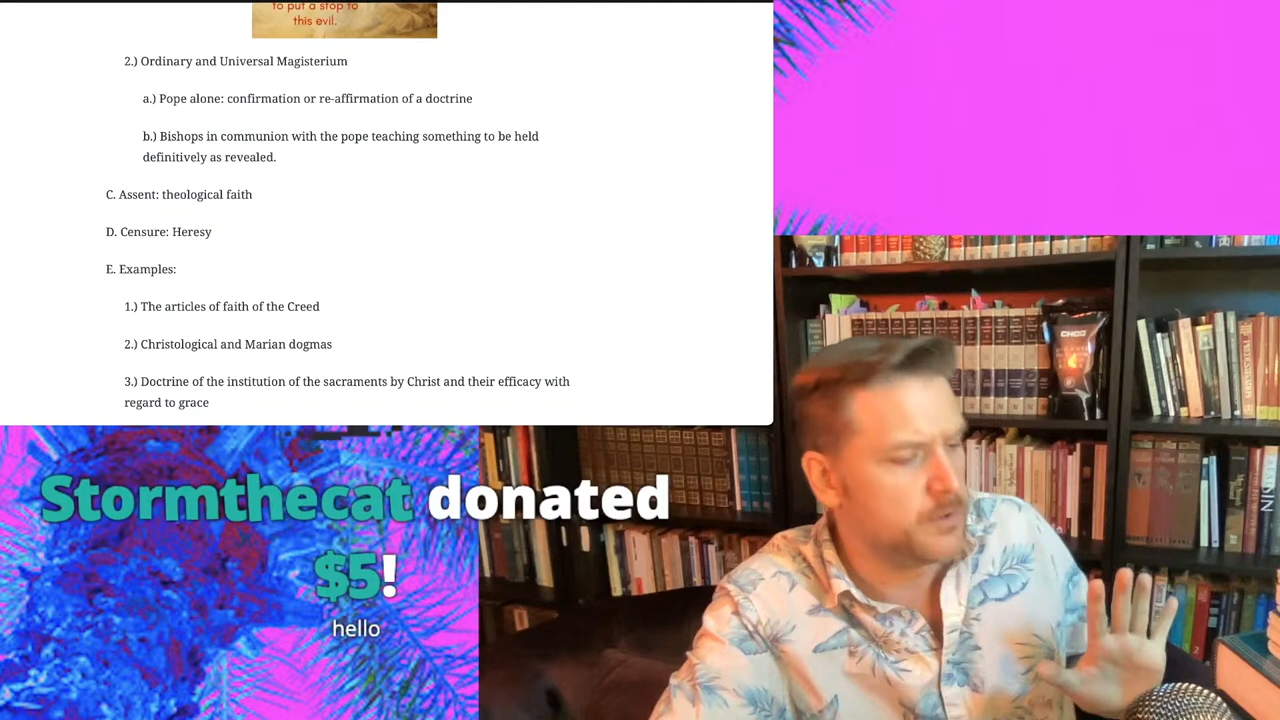 to put a stop to
this evil.
2.) Ordinary and Universal Magisterium
a.) Pope alone: confirmation or re-affirmation of a doctrine
b.) Bishops in communion with the pope teaching something to be held
definitively as revealed.
C. Assent: theological faith
D. Censure: Heresy
E. Examples:
1.) The articles of faith of the Creed
2.) Christological and Marian dogmas
3.) Doctrine of the institution of the sacraments by Christ and their efficacy with
regard to grace
Stormthecat donated
$5!
hello